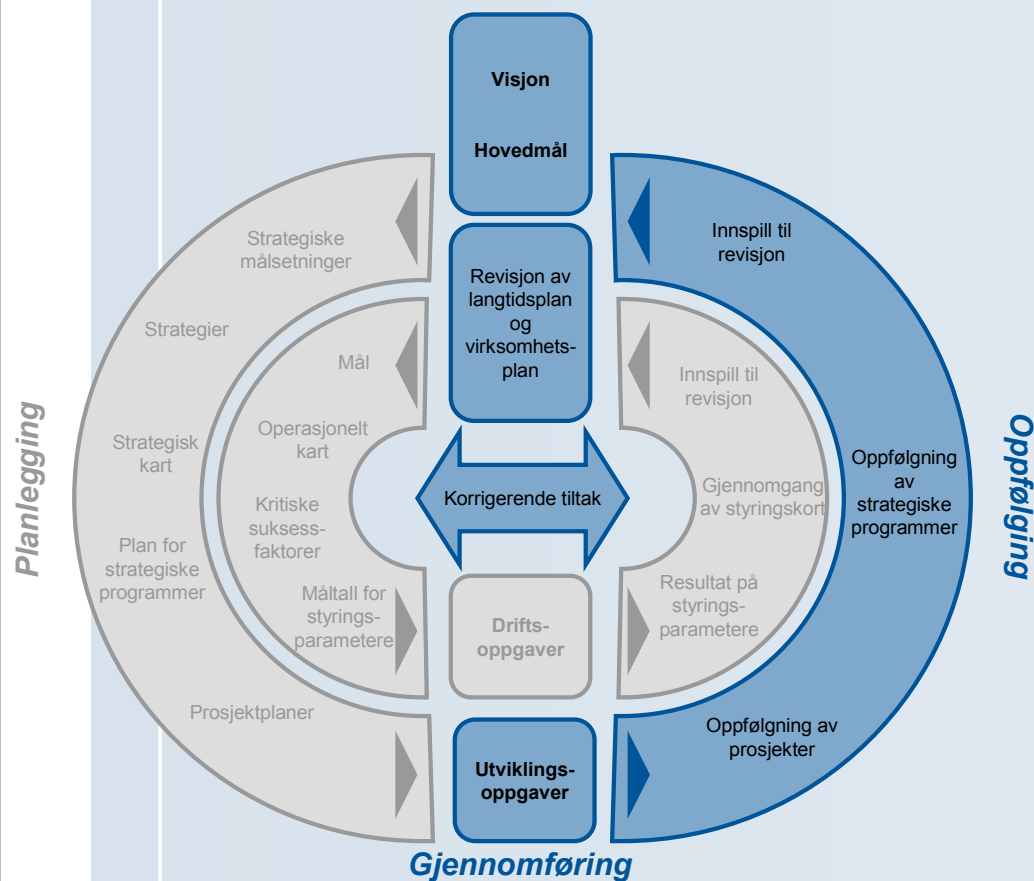 Visjon
Hovedmål
Revisjon av
langtidsplan
og
virksomhets-
plan
Korrigerende tiltak
Drifts-
oppgaver
Utviklings-
oppgaver
Gjennomføring
Planlegging
Strategiske
målsetninger
Strategier
Strategisk
kart
Plan for
strategiske
programmer
Prosjektplaner
Mål
Operasjonelt
kart
Kritiske
suksess-
faktorer
Måltall for
styrings-
parametere
Innspill til
revisjon
Gjennomgang
av styringskort
Resultat på
styrings-
parametere
Innspill til
revisjon
Oppfølgning
av
strategiske
programmer
Oppfølgning av
prosjekter
Oppfølging